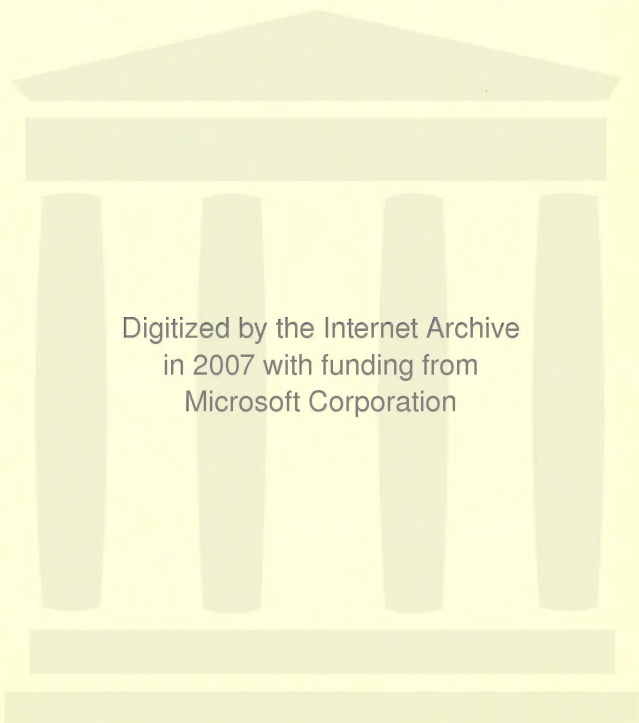 Digitized by the Internet Archive
in 2007 with funding from
Microsoft Corporation